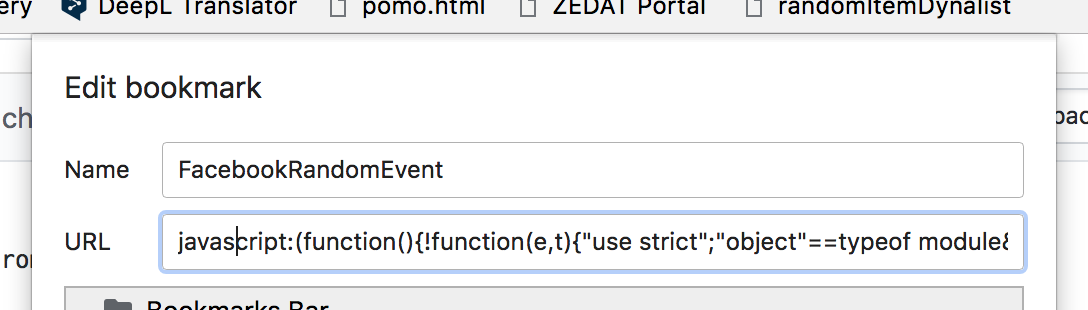 ery DeepL Translator pomo.html ZEDAT Portal randomItemDynalist
Edit bookmark
ch
Name FacebookRandomEvent
pac
URL javascript:(function(){!function(e,t){"use strict";"object"==typeof module&
ror
Bookmarks Bar